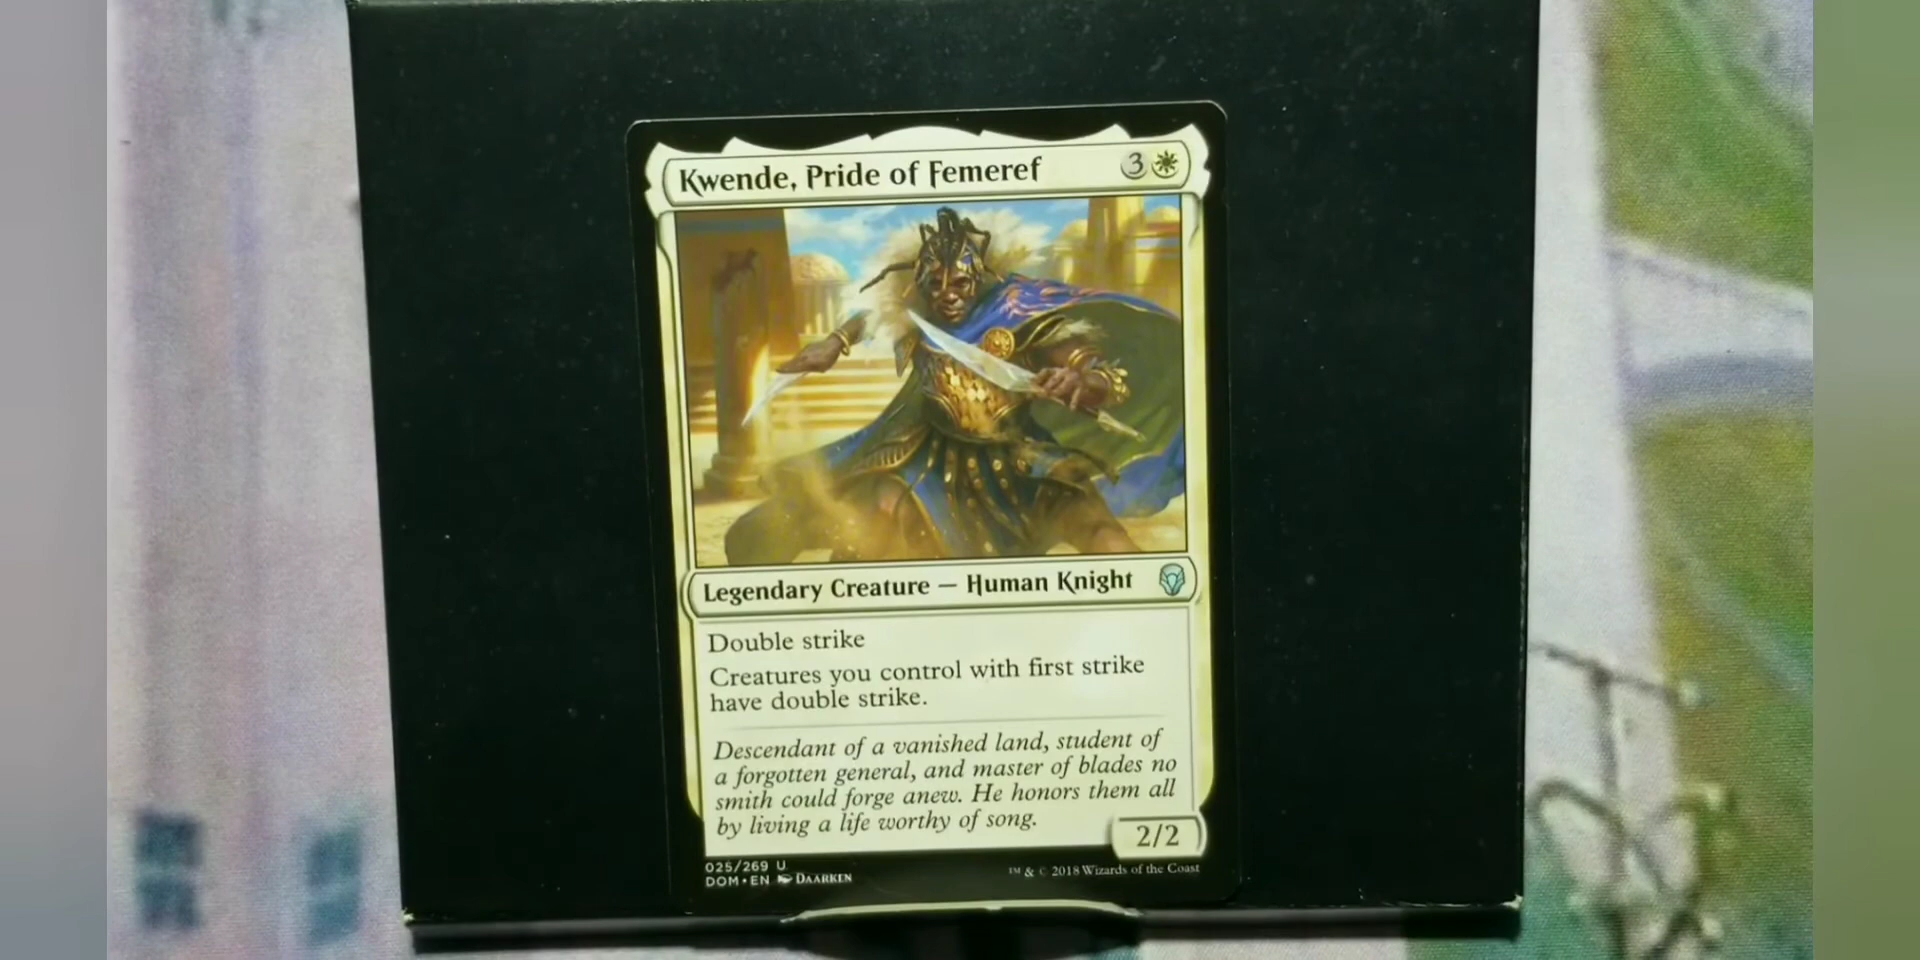 Kwende, Pride of Femeref 3
Legendary Creature — Human Knight
Double strike
Creatures you control with first strike
have double strike.
Descendant of a vanished land, student of
a forgotten general, and master of blades no
smith could forge anew. He honors them all
by living a life worthy of song.
2/2
025/269 U
DOM • EN DAARKEN
™ & © 2018 Wizards of the Coast